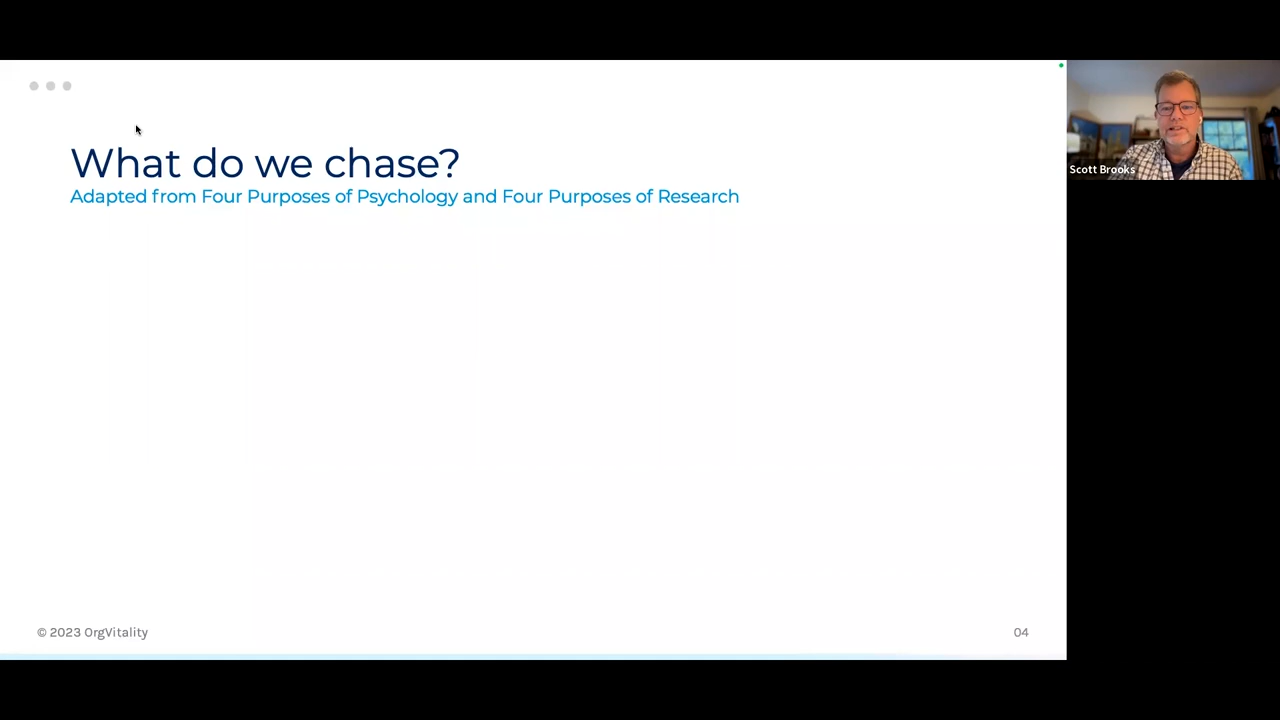 What do we chase?
Adapted from Four Purposes of Psychology and Four Purposes of Research
Scott Brooks
© 2023 OrgVitality
04